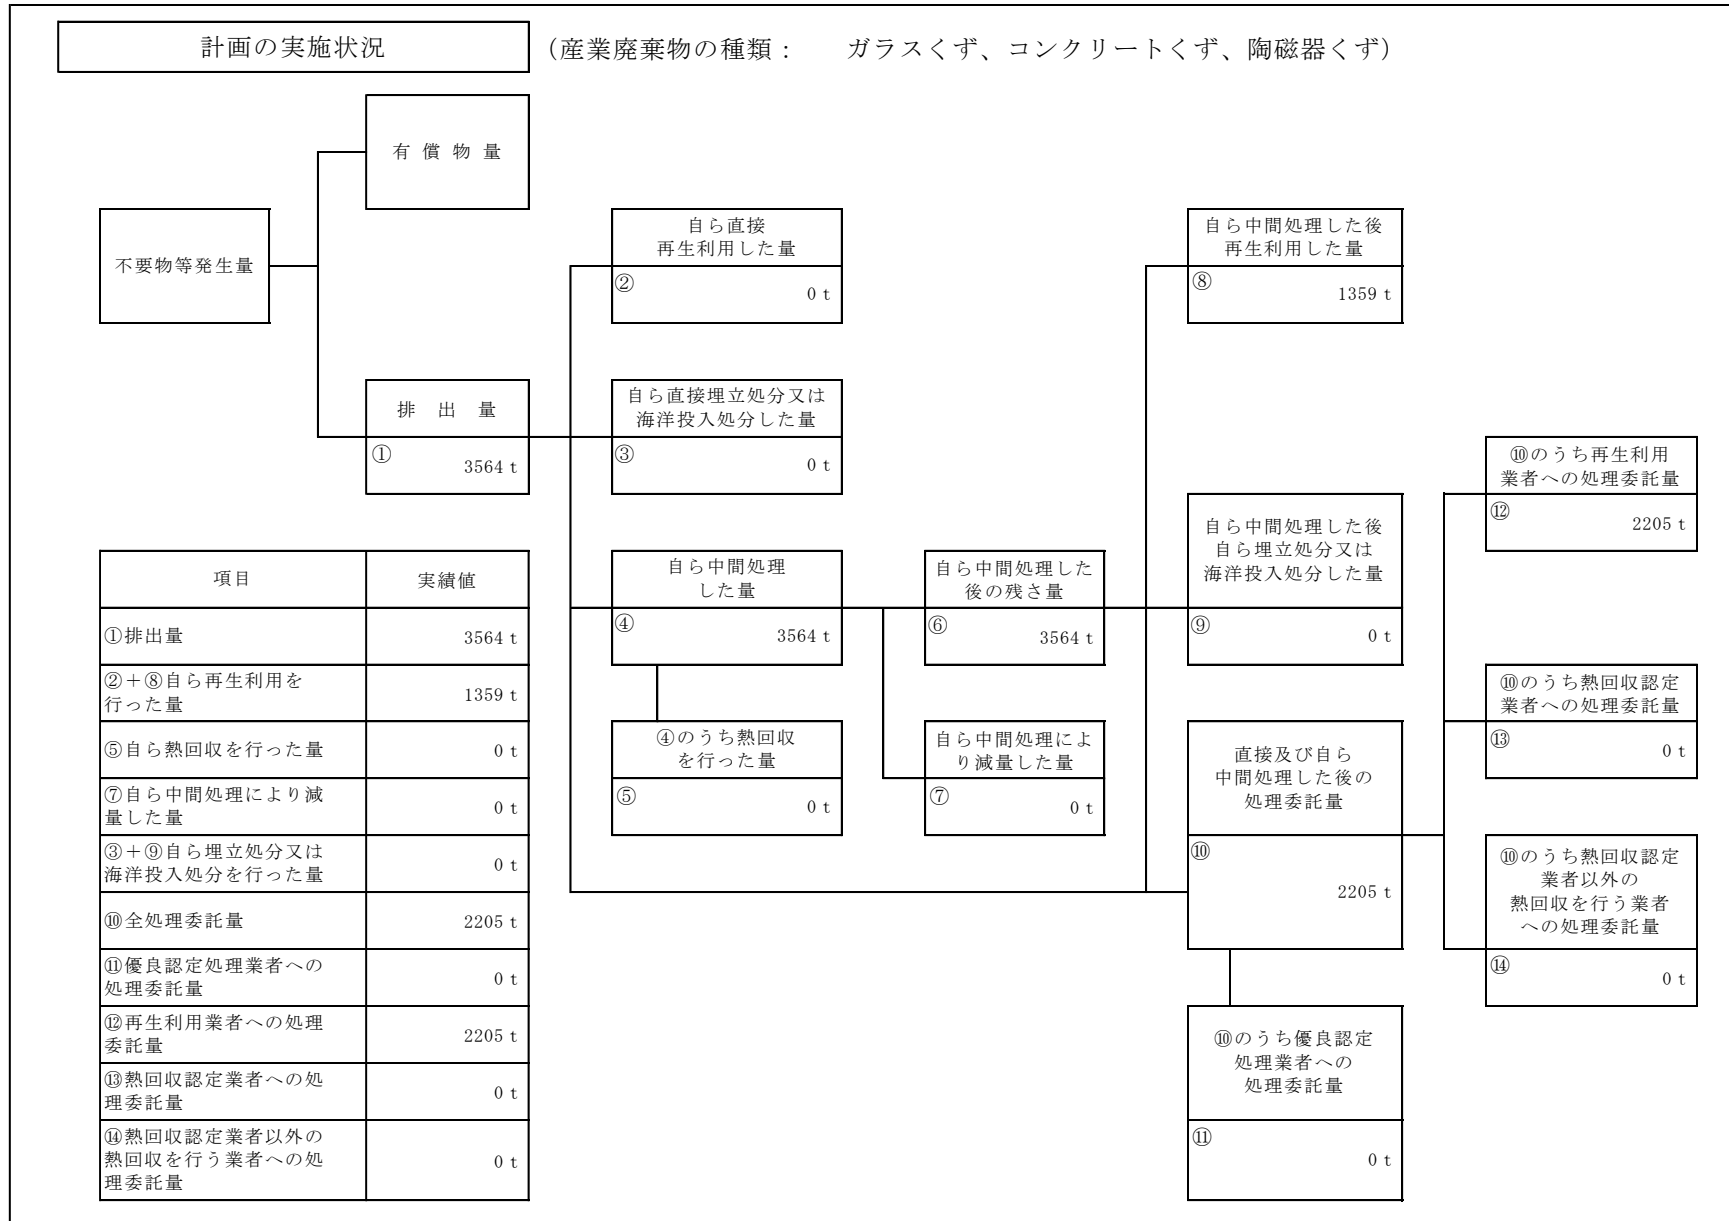 計画の実施状況
（産業廃棄物の種類：　ガラスくず、コンクリートくず、陶磁器くず）
有償物量
不要物等発生量
自ら直接
再生利用した量
②
0 t
自ら中間処理した後
再生利用した量
⑧
1359 t
排出量
①
3564 t
自ら直接埋立処分又は
海洋投入処分した量
③
0 t
⑩のうち再生利用
業者への処理委託量
⑫
2205 t
自ら中間処理した後
自ら埋立処分又は
海洋投入処分した量
⑨
0 t
自ら中間処理
した量
④
3564 t
自ら中間処理した
後の残さ量
⑥
3564 t
④のうち熱回収
を行った量
⑤
0 t
自ら中間処理によ
り減量した量
⑦
0 t
直接及び自ら
中間処理した後の
処理委託量
⑩
2205 t
⑩のうち熱回収認定
業者への処理委託量
⑬
0 t
⑩のうち熱回収認定
業者以外の
熱回収を行う業者
への処理委託量
⑭
0 t
⑩のうち優良認定
処理業者への
処理委託量
⑪
0 t
項目 実績値
①排出量 3564 t
②＋⑧自ら再生利用を
行った量 1359 t
⑤自ら熱回収を行った量 0 t
⑦自ら中間処理により減
量した量 0 t
③＋⑨自ら埋立処分又は
海洋投入処分を行った量 0 t
⑩全処理委託量 2205 t
⑪優良認定処理業者への
処理委託量 0 t
⑫再生利用業者への処理
委託量 2205 t
⑬熱回収認定業者への処
理委託量 0 t
⑭熱回収認定業者以外の
熱回収を行う業者への処
理委託量 0 t